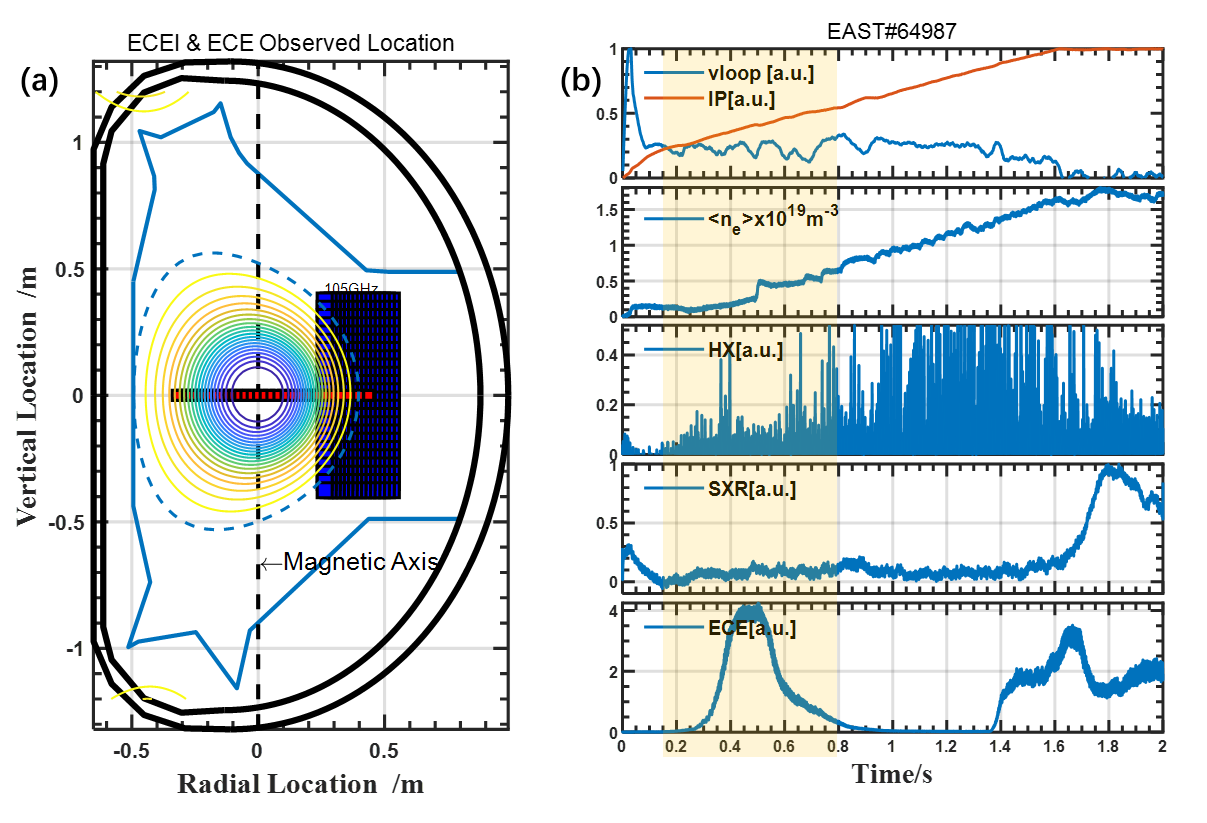 ECEI & ECE Observed Location
(a)
1
0.5
0
-0.5
-1
Vertical Location /m
105GHz
←Magnetic Axis
-0.5
0
0.5
Radial Location /m
EAST#64987
(b)
1
0.5
0
vloop [a.u.]
IP[a.u.]
1.5
1
0.5
0
<n_e>x10^19m^-3
0.4
0.2
0
HX[a.u.]
1
0.5
0
SXR[a.u.]
4
2
0
ECE[a.u.]
0
0.2
0.4
0.6
0.8
1
1.2
1.4
1.6
1.8
2
Time/s